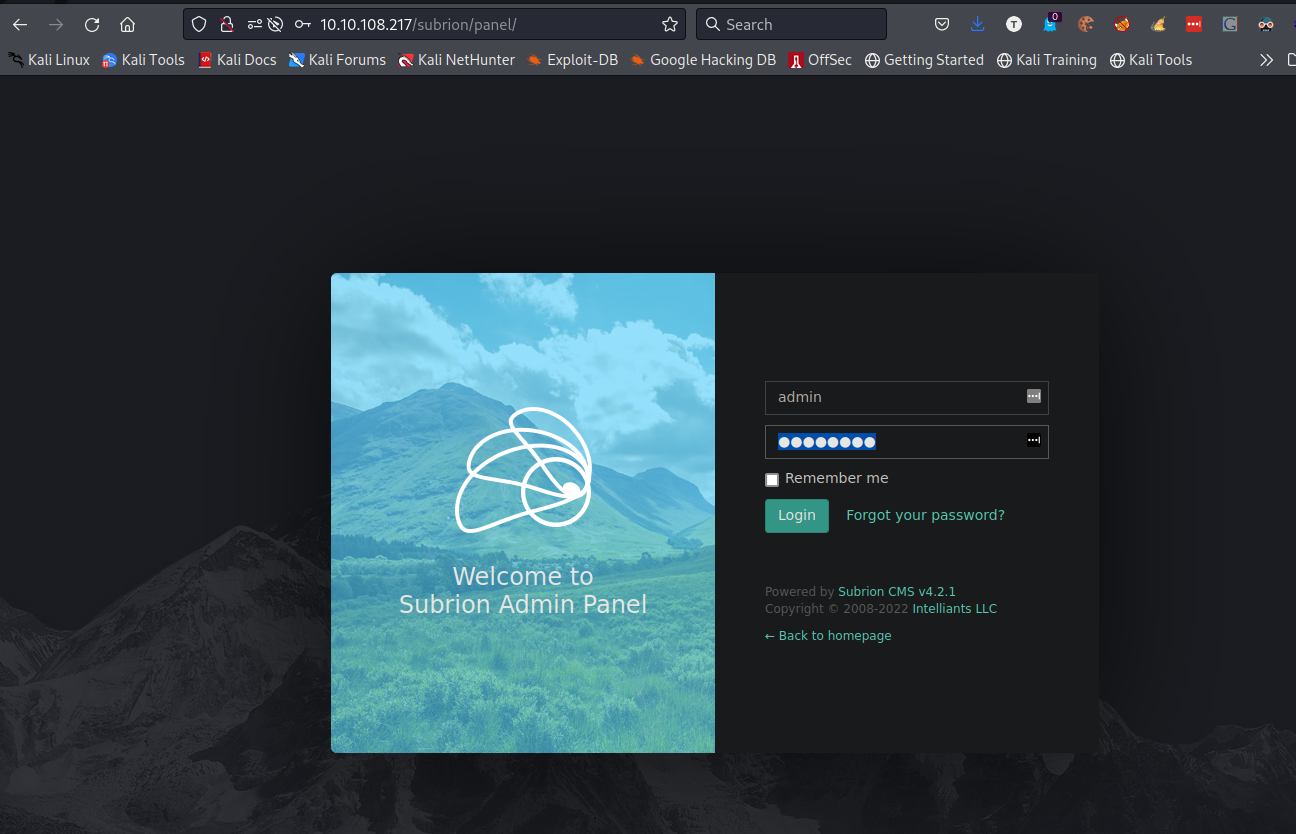 10.10.108.217/subrion/panel/
Search
0
T
Kali Linux Kali Tools Kali Docs Kali Forums Kali NetHunter Exploit-DB Google Hacking DB OffSec Getting Started Kali Training Kali Tools
admin
Remember me
Login Forgot your password?
Welcome to
Subrion Admin Panel
Powered by Subrion CMS v4.2.1
Copyright © 2008-2022 Intelliants LLC
← Back to homepage